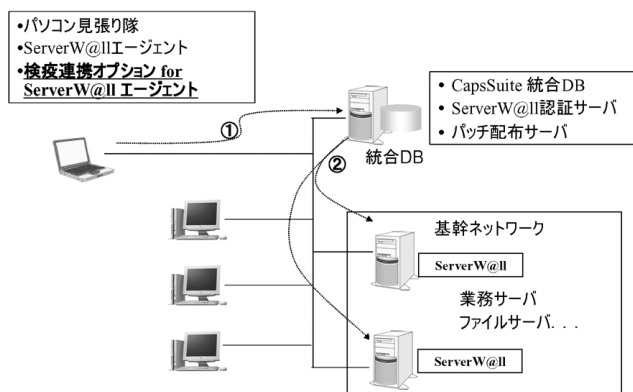 •パソコン見張り隊
•ServerW@llエージェント
•検疫連携オプション for
ServerW@ll エージェント
①
• CapsSuite 統合DB
• ServerW@ll認証サーバ
• パッチ配布サーバ
②
統合DB
基幹ネットワーク
ServerW@ll
業務サーバ
ファイルサーバ. . .
ServerW@ll